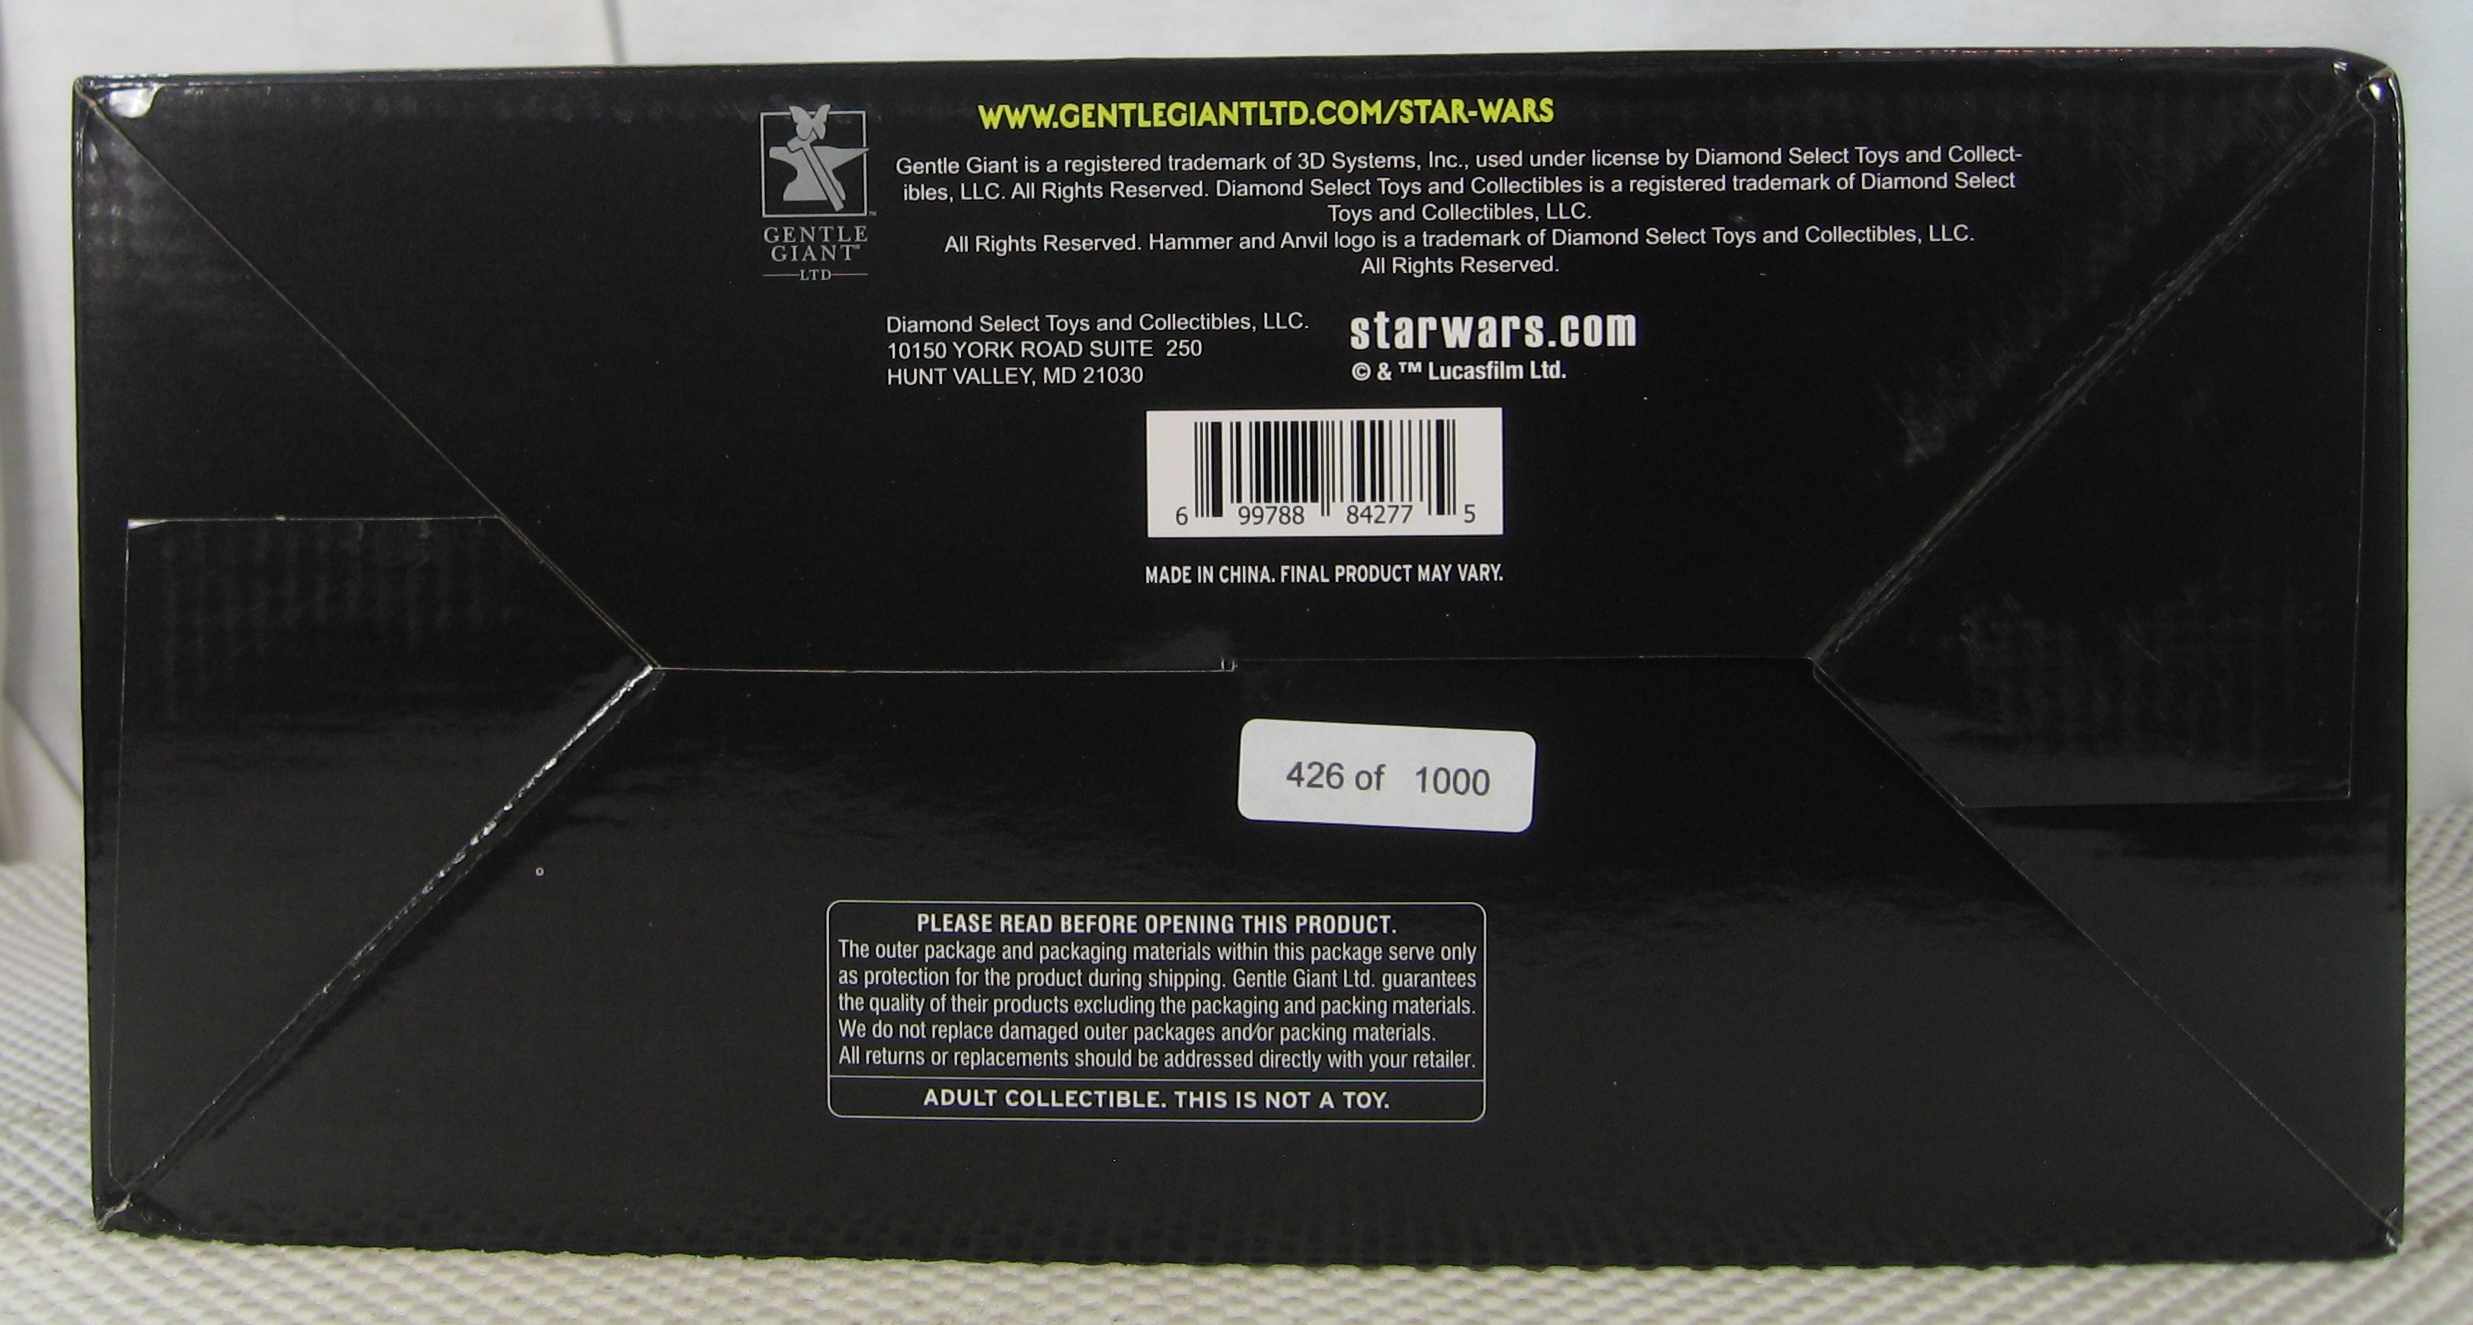 WWW.GENTLEGIANTLTD.COM/STAR-WARS
GENTLE
GIANT®
LTD
™
Gentle Giant is a registered trademark of 3D Systems, Inc., used under license by Diamond Select Toys and Collect-
ibles, LLC. All Rights Reserved. Diamond Select Toys and Collectibles is a registered trademark of Diamond Select
Toys and Collectibles, LLC.
All Rights Reserved. Hammer and Anvil logo is a trademark of Diamond Select Toys and Collectibles, LLC.
All Rights Reserved.
Diamond Select Toys and Collectibles, LLC.
10150 YORK ROAD SUITE 250
HUNT VALLEY, MD 21030
starwars.com
© & ™ Lucasfilm Ltd.
6 99788 84277 5
MADE IN CHINA. FINAL PRODUCT MAY VARY.
426 of 1000
PLEASE READ BEFORE OPENING THIS PRODUCT.
The outer package and packaging materials within this package serve only
as protection for the product during shipping. Gentle Giant Ltd. guarantees
the quality of their products excluding the packaging and packing materials.
We do not replace damaged outer packages and/or packing materials.
All returns or replacements should be addressed directly with your retailer.
ADULT COLLECTIBLE. THIS IS NOT A TOY.